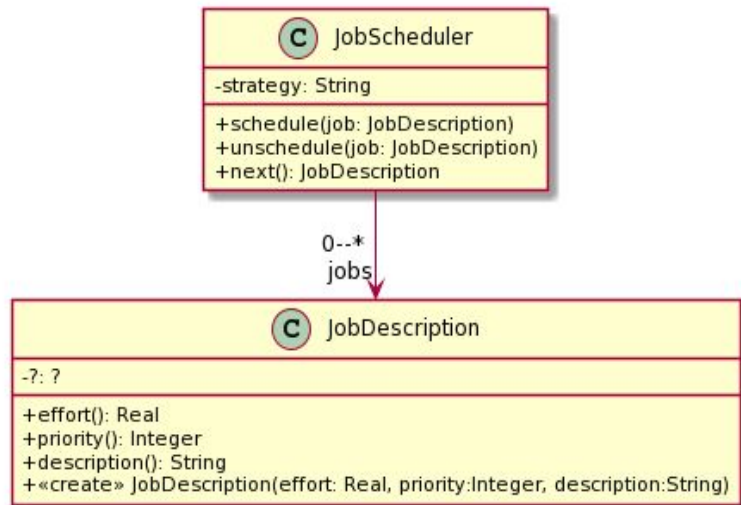 C JobScheduler
-strategy: String
+schedule(job: JobDescription)
+unschedule(job: JobDescription)
+next(): JobDescription
0--*
jobs
C JobDescription
-?: ?
+effort(): Real
+priority(): Integer
+description(): String
+«create» JobDescription(effort: Real, priority:Integer, description:String)